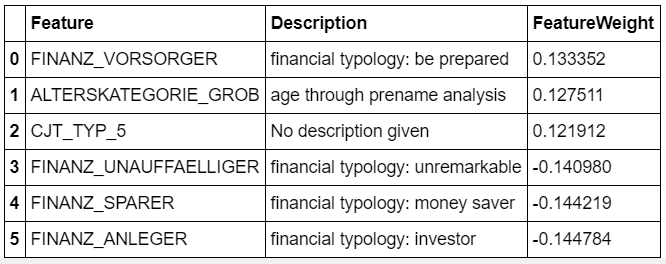 Feature Description FeatureWeight
0 FINANZ_VORSORGER financial typology: be prepared 0.133352
1 ALTERSKATEGORIE_GROB age through prename analysis 0.127511
2 CJT_TYP_5 No description given 0.121912
3 FINANZ_UNAUFFAELLIGER financial typology: unremarkable -0.140980
4 FINANZ_SPARER financial typology: money saver -0.144219
5 FINANZ_ANLEGER financial typology: investor -0.144784